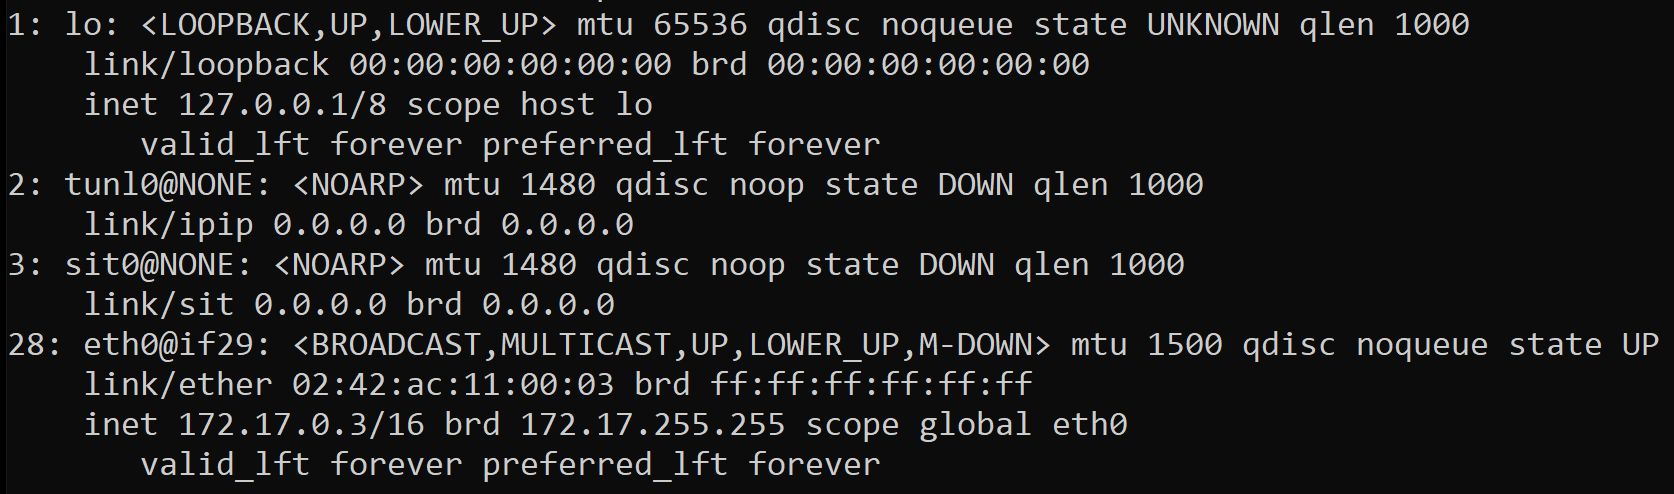 1: lo: <LOOPBACK,UP,LOWER_UP> mtu 65536 qdisc noqueue state UNKNOWN qlen 1000
    link/loopback 00:00:00:00:00:00 brd 00:00:00:00:00:00
    inet 127.0.0.1/8 scope host lo
       valid_lft forever preferred_lft forever
2: tunl0@NONE: <NOARP> mtu 1480 qdisc noop state DOWN qlen 1000
    link/ipip 0.0.0.0 brd 0.0.0.0
3: sit0@NONE: <NOARP> mtu 1480 qdisc noop state DOWN qlen 1000
    link/sit 0.0.0.0 brd 0.0.0.0
28: eth0@if29: <BROADCAST,MULTICAST,UP,LOWER_UP,M-DOWN> mtu 1500 qdisc noqueue state UP
    link/ether 02:42:ac:11:00:03 brd ff:ff:ff:ff:ff:ff
    inet 172.17.0.3/16 brd 172.17.255.255 scope global eth0
       valid_lft forever preferred_lft forever